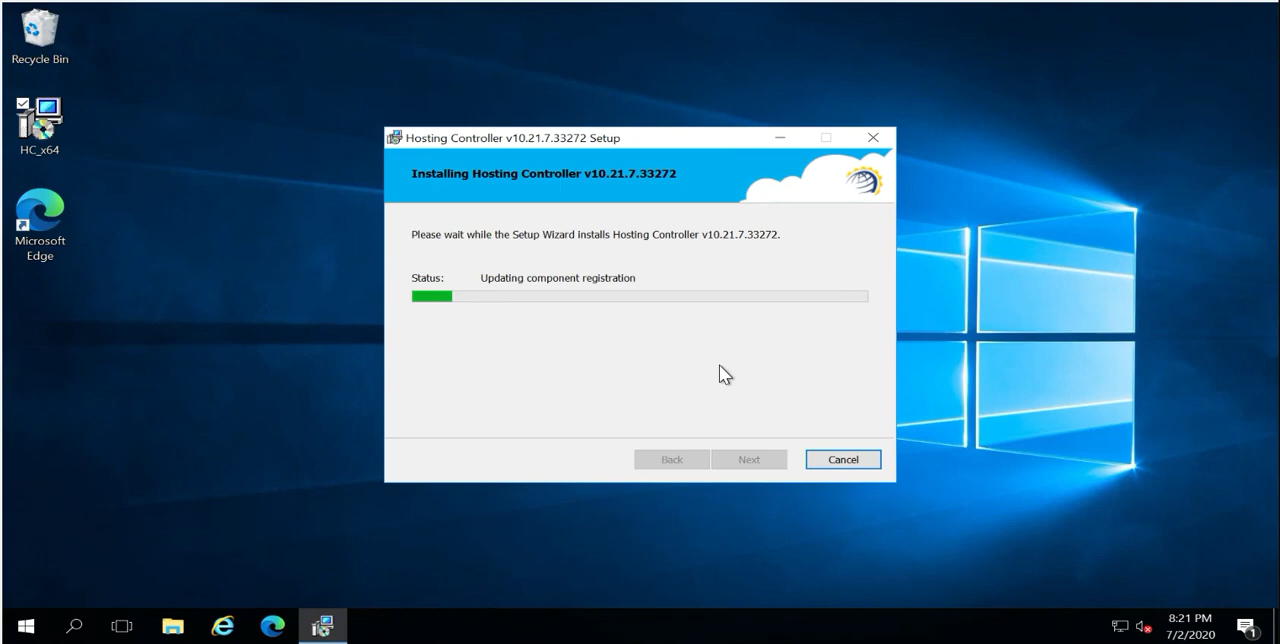 Recycle Bin
HC_x64
Microsoft
Edge
Hosting Controller v10.21.7.33272 Setup
Installing Hosting Controller v10.21.7.33272
Please wait while the Setup Wizard installs Hosting Controller v10.21.7.33272.
Status: Updating component registration
Back Next Cancel
8:21 PM
7/2/2020
1